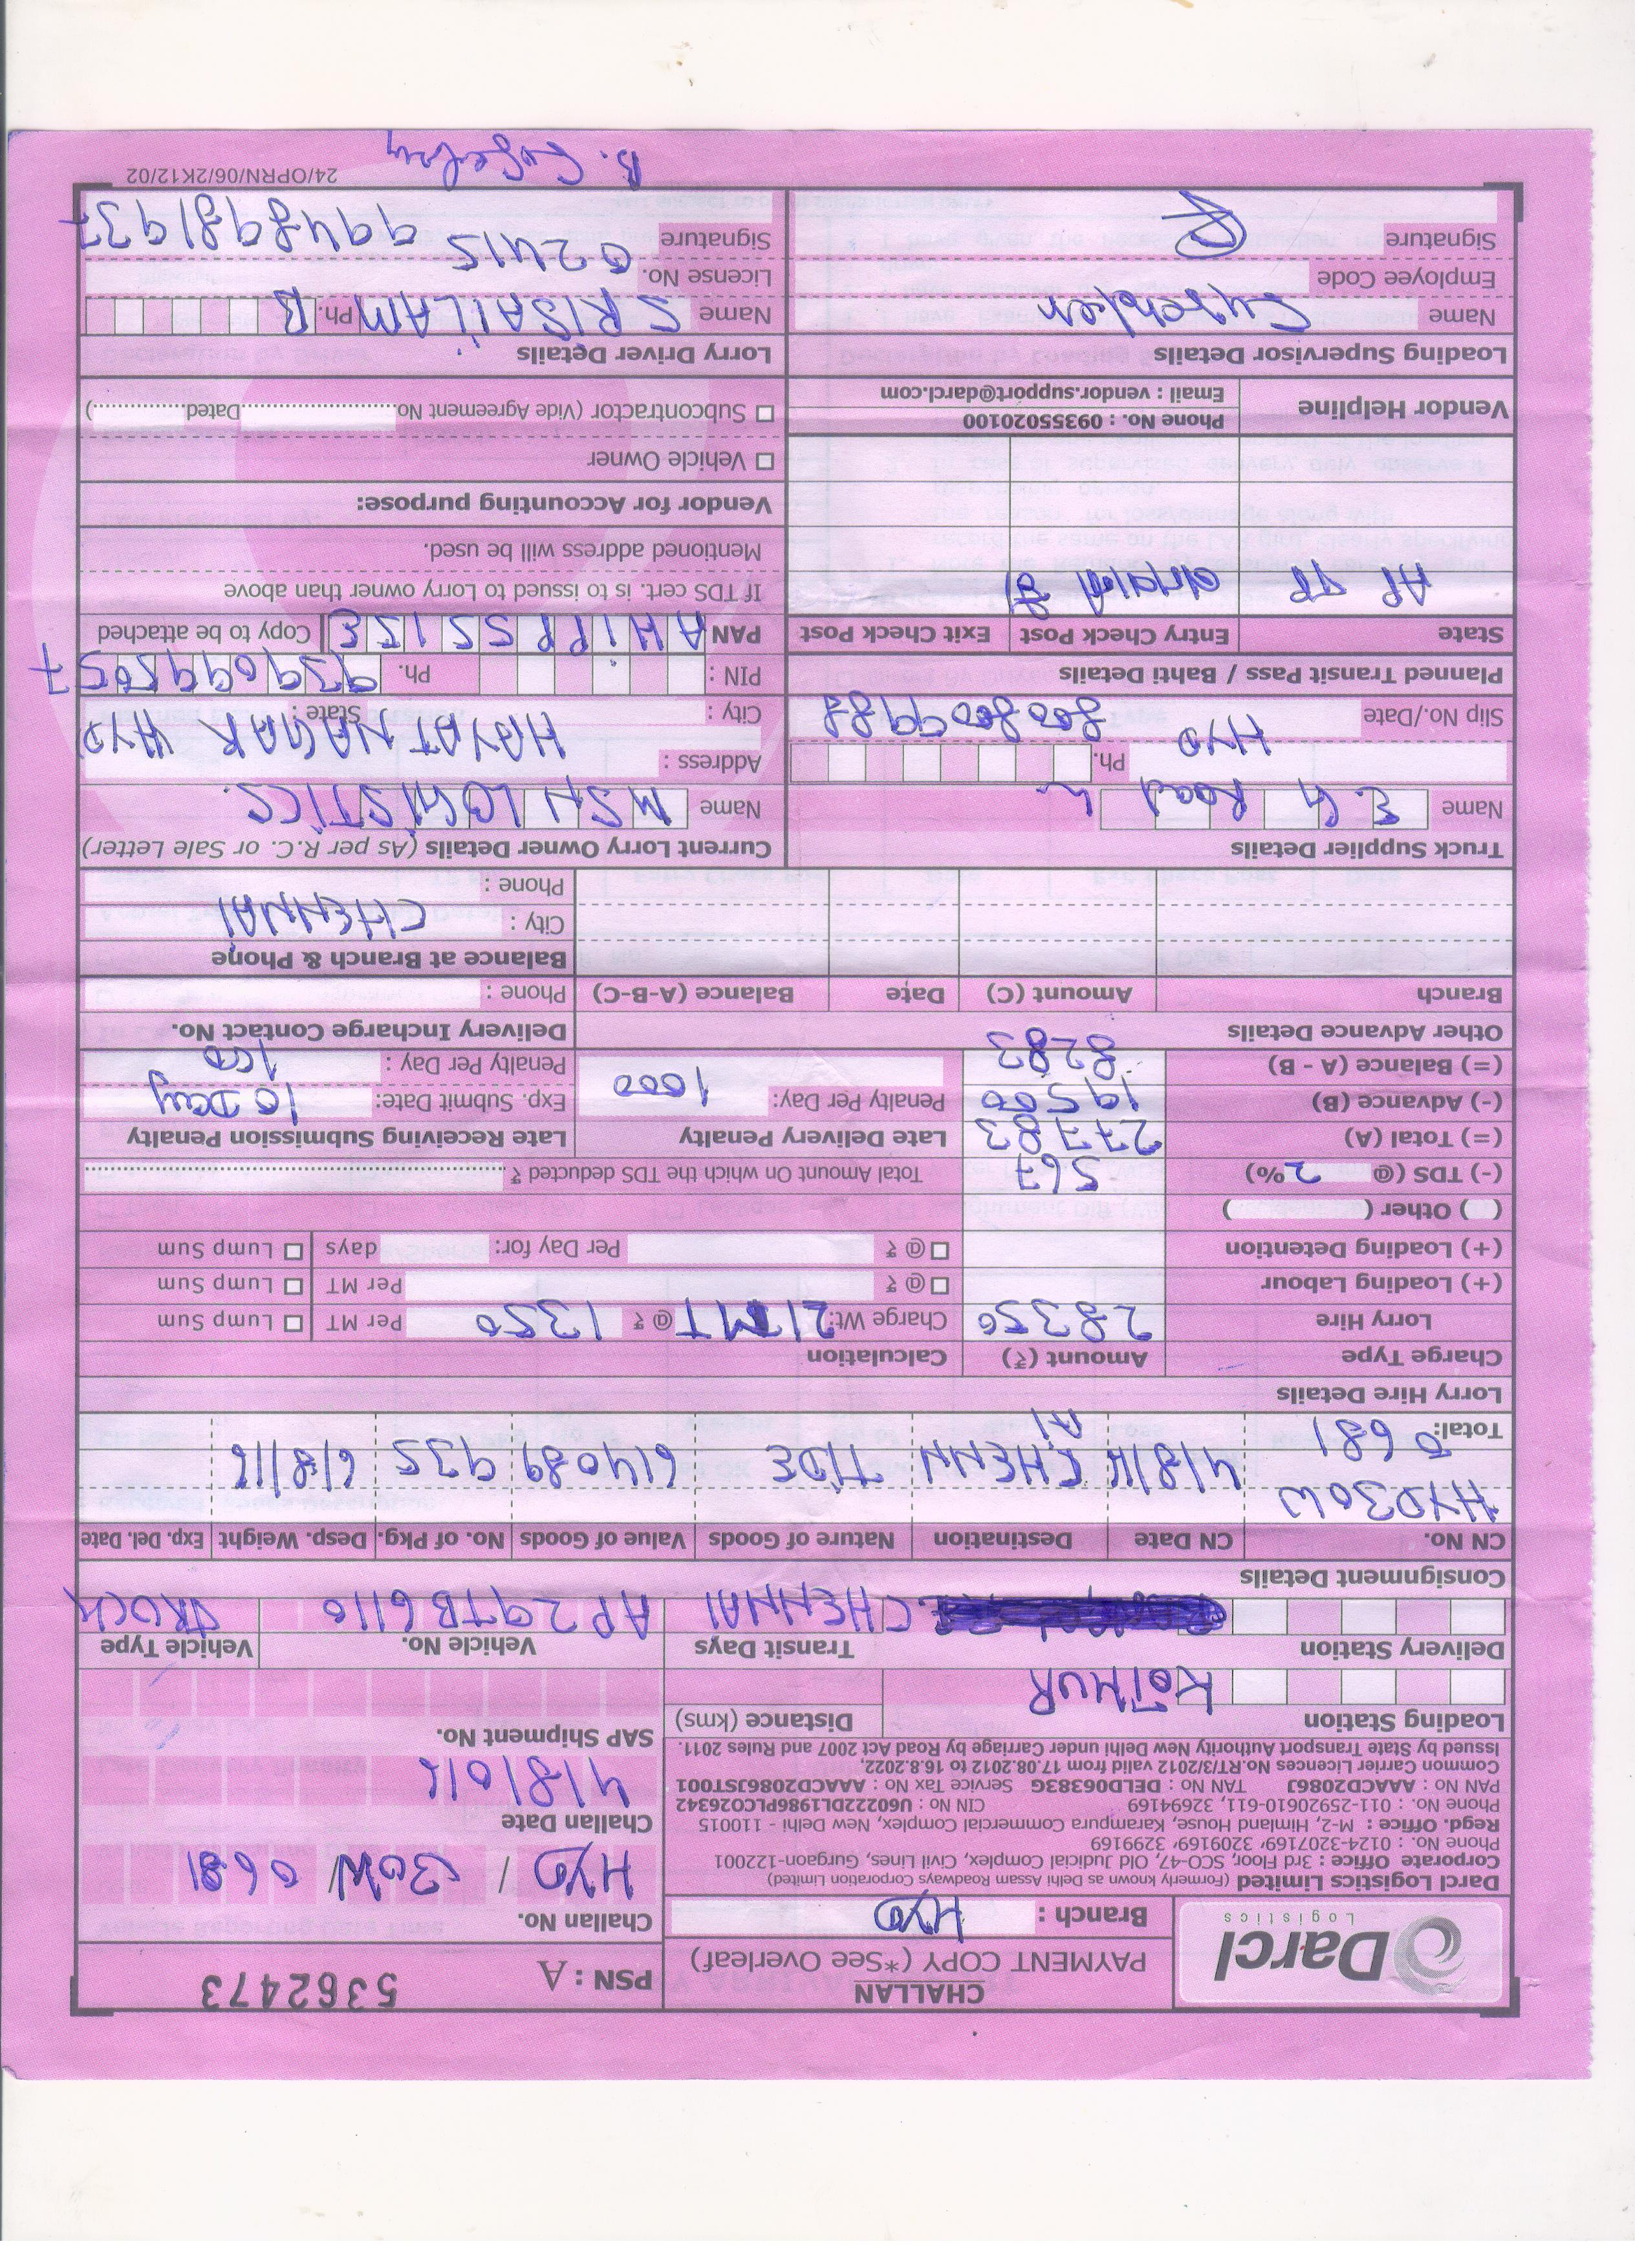 Darcl
Logistics
CHALLAN
PAYMENT COPY (*See Overleaf)
Branch : HYD
PSN : A 5362473
Challan No.
HYD / 30W / 0681
Darcl Logistics Limited (Formerly known as Delhi Assam Roadways Corporation Limited)
Corporate Office : 3rd Floor, SCO-47, Old Judicial Complex, Civil Lines, Gurgaon-122001
Phone No. : 0124-3207167, 3209169, 3299169
Regd. Office : M-2, Himland House, Karampura Commercial Complex, New Delhi - 110015
Phone No. : 011-25920610-611, 32694169 CIN No : U60222DL1986PLC026342
PAN No : AAACD2086J TAN No : DELD06383G Service Tax No : AAACD2086JST001
Common Carrier Licences No.RT/3/2012 valid from 17.08.2012 to 16.8.2022,
Issued by State Transport Authority New Delhi under Carriage by Road Act 2007 and Rules 2011.
Challan Date
4/8/016
SAP Shipment No.
Loading Station KOTHUR
Distance (kms)
Delivery Station CHENNAI
Transit Days
Vehicle No. Vehicle Type
AP29TB6110 TRUCK
Consignment Details
CN No. CN Date Destination Nature of Goods Value of Goods No. of Pkg. Desp. Weight Exp. Del. Date
HYD30W
0681 4/8/16 CHENNAI TIDE 614089 935 6/8/16
Total:
Lorry Hire Details
Charge Type Amount (₹) Calculation
Lorry Hire 28350 Charge Wt: 21MT @ ₹ 1350 Per MT Lump Sum
(+) Loading Labour @ ₹ Per MT Lump Sum
(+) Loading Detention @ ₹ Per Day for: days Lump Sum
( ) Other ( )
(-) TDS (@ 2 %) 567 Total Amount On which the TDS deducted ₹
(=) Total (A) 27783 Late Delivery Penalty Late Receiving Submission Penalty
(-) Advance (B) 19500 Penalty Per Day: 1000 Exp. Submit Date: 10 Day
(=) Balance (A - B) 8283 Penalty Per Day : 100
Other Advance Details Delivery Incharge Contact No.
Branch Amount (C) Date Balance (A-B-C) Phone :
Balance at Branch & Phone
City : CHENNAI
Phone :
Truck Supplier Details
Name E.G Road L
HYD Ph.
Slip No./Date 8008009988
Planned Transit Pass / Bahti Details
State Entry Check Post Exit Check Post
AP TP
Vendor Helpline Phone No. : 09355020100
Email : vendor.support@darcl.com
Loading Supervisor Details
Name Surender
Employee Code
Signature
Current Lorry Owner Details (As per R.C. or Sale Letter)
Name MSN LOGISTICS.
Address : HAYATNAGAR HYD
City : State :
PIN : Ph. 9390995057
PAN AHIPP5515E Copy to be attached
If TDS cert. is to issued to Lorry owner than above
Mentioned address will be used.
Vendor for Accounting purpose:
Vehicle Owner
Subcontractor (Vide Agreement No. Dated )
Lorry Driver Details
Name SRISAILAM B Ph.
License No. 02415
Signature 9948981937
24/OPRN/06/2K12/02